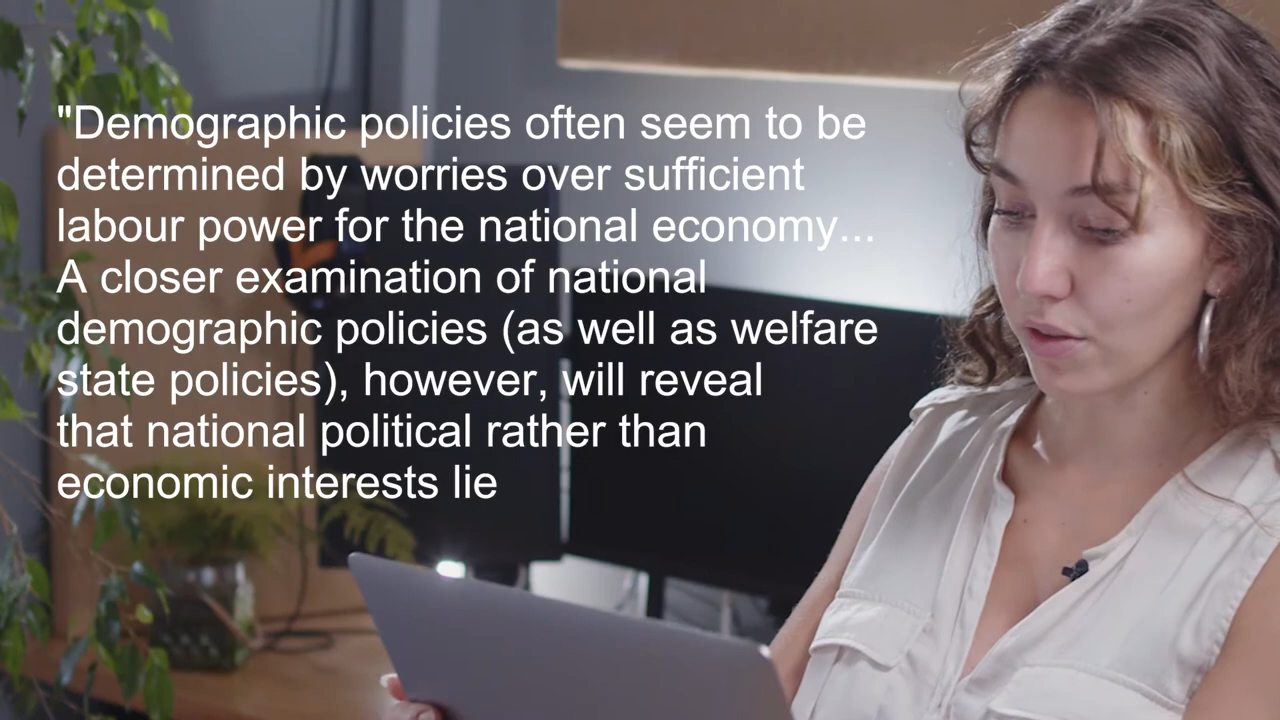 "Demographic policies often seem to be
determined by worries over sufficient
labour power for the national economy...
A closer examination of national
demographic policies (as well as welfare
state policies), however, will reveal
that national political rather than
economic interests lie